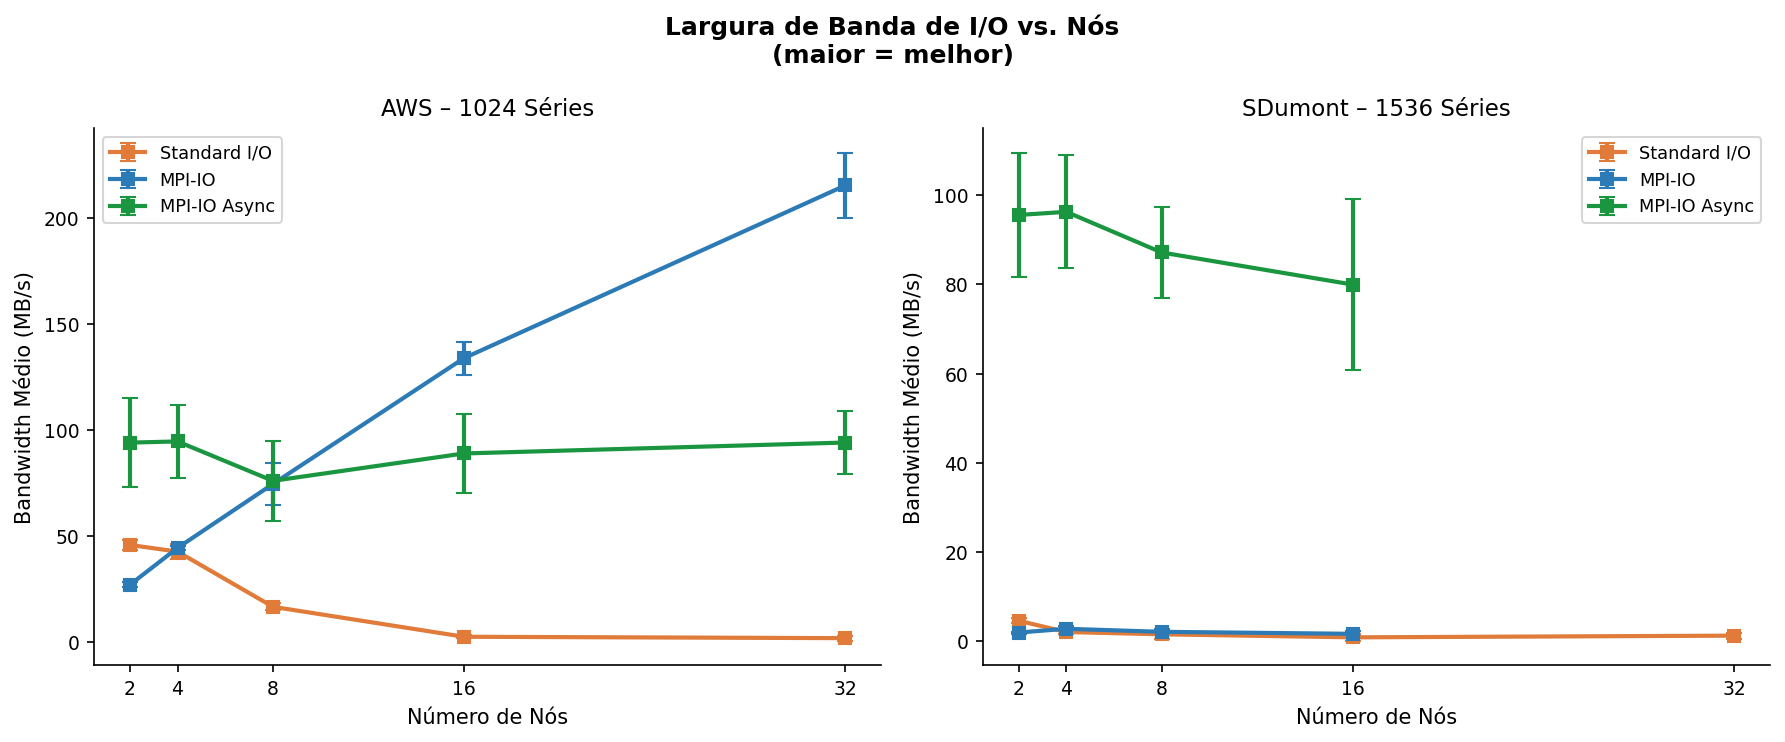 Largura de Banda de I/O vs. Nós
(maior = melhor)
AWS – 1024 Séries
Standard I/O
MPI-IO
MPI-IO Async
Bandwidth Médio (MB/s)
200
150
100
50
0
2 4 8 16 32
Número de Nós
SDumont – 1536 Séries
Standard I/O
MPI-IO
MPI-IO Async
Bandwidth Médio (MB/s)
100
80
60
40
20
0
2 4 8 16 32
Número de Nós